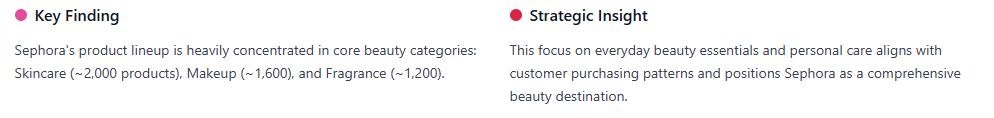 Key Finding
Sephora's product lineup is heavily concentrated in core beauty categories:
Skincare (~2,000 products), Makeup (~1,600), and Fragrance (~1,200).
Strategic Insight
This focus on everyday beauty essentials and personal care aligns with
customer purchasing patterns and positions Sephora as a comprehensive
beauty destination.